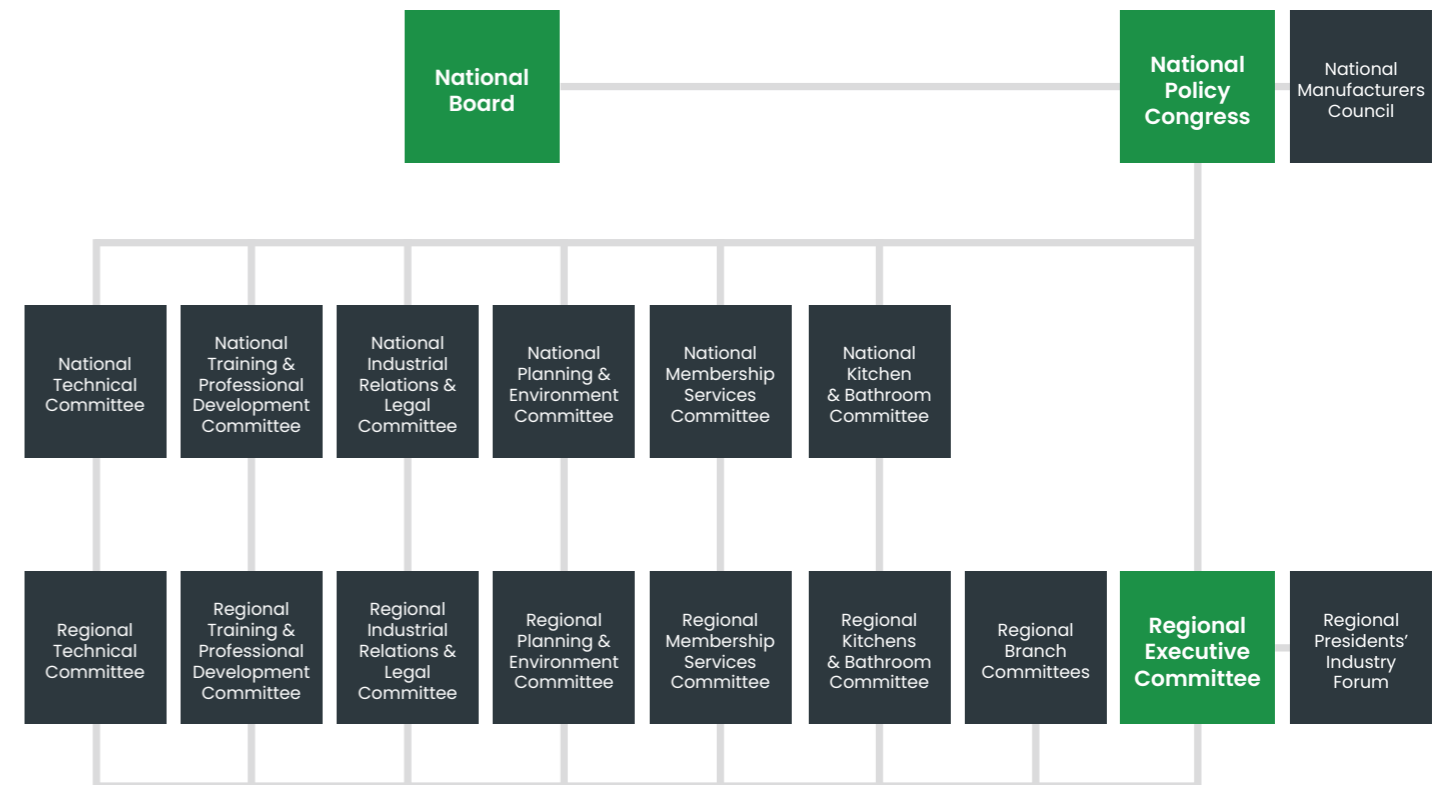 National
Board
National
Policy
Congress
National
Manufacturers
Council
National
Technical
Committee
National
Training &
Professional
Development
Committee
National
Industrial
Relations &
Legal
Committee
National
Planning &
Environment
Committee
National
Membership
Services
Committee
National
Kitchen
& Bathroom
Committee
Regional
Technical
Committee
Regional
Training &
Professional
Development
Committee
Regional
Industrial
Relations &
Legal
Committee
Regional
Planning &
Environment
Committee
Regional
Membership
Services
Committee
Regional
Kitchens
& Bathroom
Committee
Regional
Branch
Committees
Regional
Executive
Committee
Regional
Presidents’
Industry
Forum